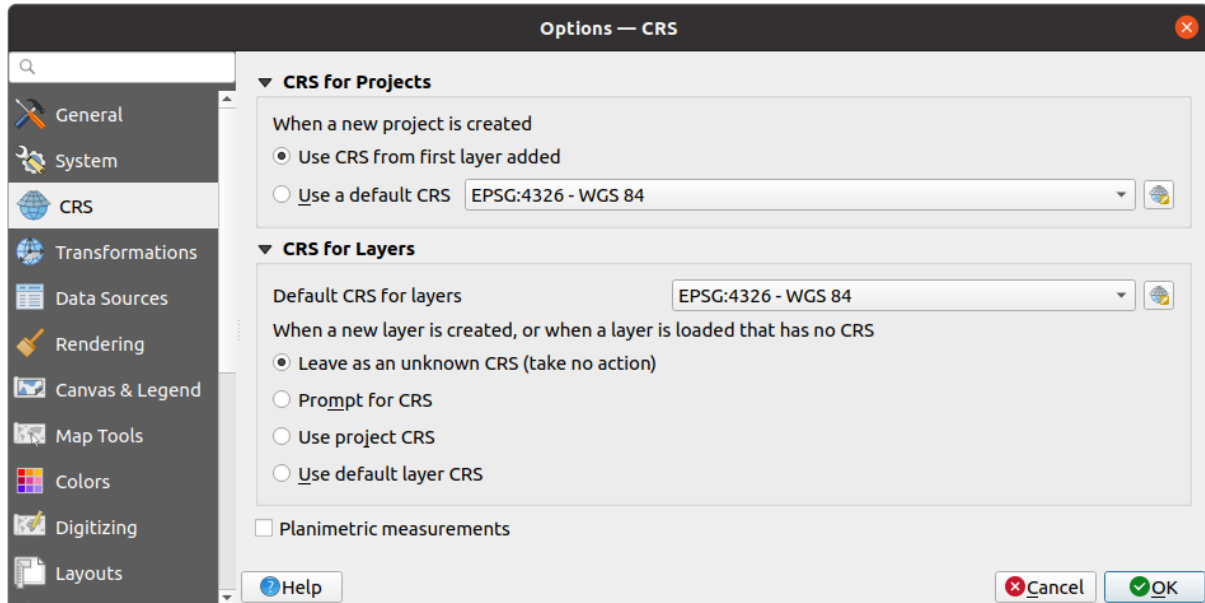 Options — CRS
General
System
CRS
Transformations
Data Sources
Rendering
Canvas & Legend
Map Tools
Colors
Digitizing
Layouts
CRS for Projects
When a new project is created
Use CRS from first layer added
Use a default CRS EPSG:4326 - WGS 84
CRS for Layers
Default CRS for layers EPSG:4326 - WGS 84
When a new layer is created, or when a layer is loaded that has no CRS
Leave as an unknown CRS (take no action)
Prompt for CRS
Use project CRS
Use default layer CRS
Planimetric measurements
Help Cancel OK